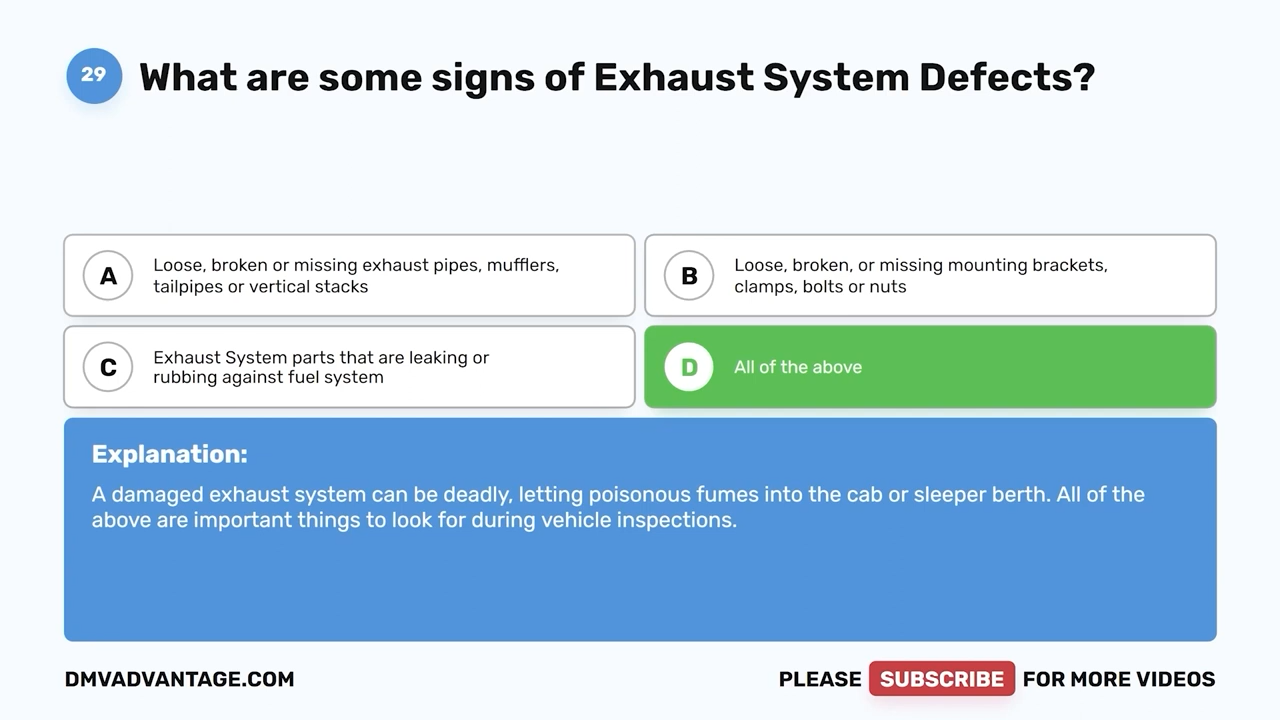 29
What are some signs of Exhaust System Defects?
A
Loose, broken or missing exhaust pipes, mufflers,
tailpipes or vertical stacks
B
Loose, broken, or missing mounting brackets,
clamps, bolts or nuts
C
Exhaust System parts that are leaking or
rubbing against fuel system
D
All of the above
Explanation:
A damaged exhaust system can be deadly, letting poisonous fumes into the cab or sleeper berth. All of the
above are important things to look for during vehicle inspections.
DMVADVANTAGE.COM
PLEASE SUBSCRIBE FOR MORE VIDEOS